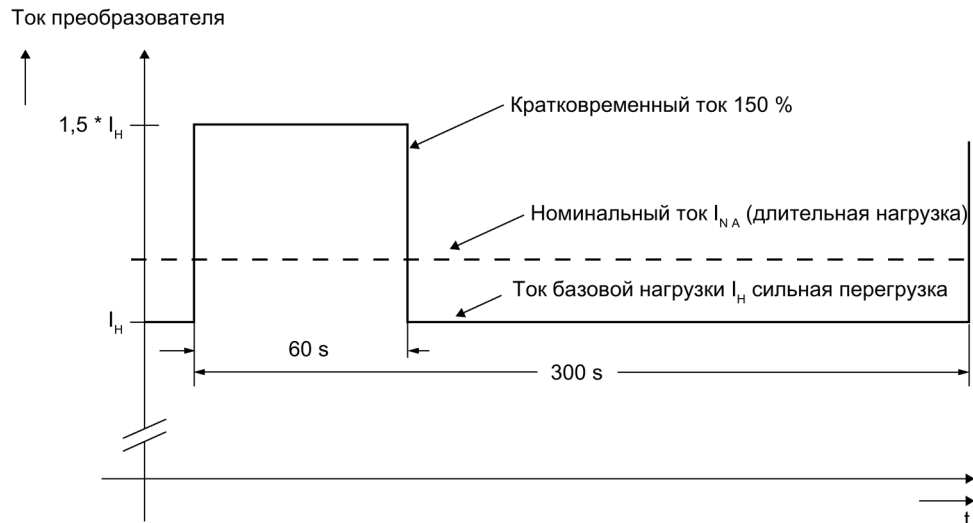 Ток преобразователя
1,5 * I_H
Кратковременный ток 150 %
Номинальный ток I_N A (длительная нагрузка)
Ток базовой нагрузки I_H сильная перегрузка
I_H
60 s
300 s
t